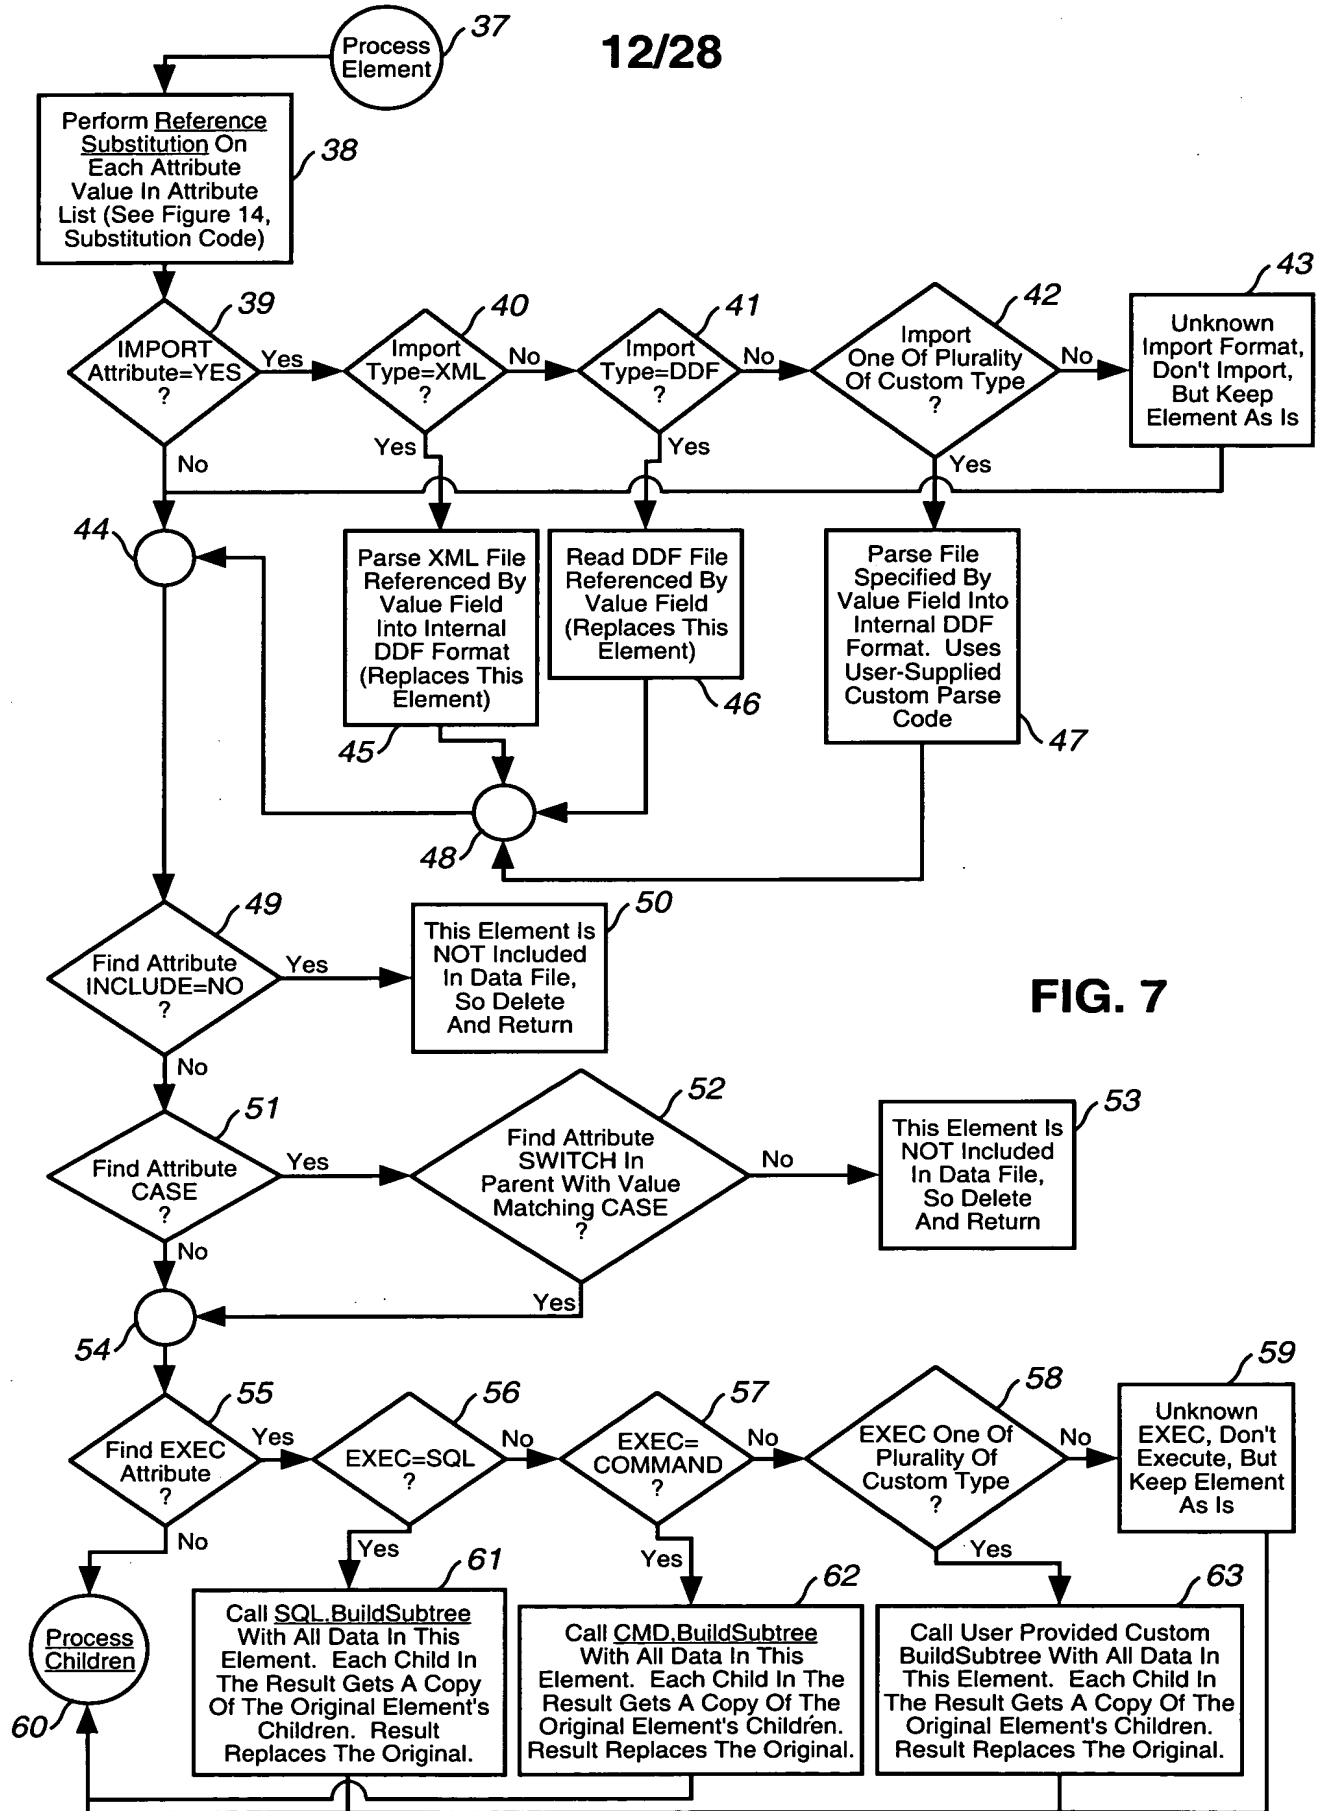 37
Process
Element
12/28
Perform Reference
Substitution On
Each Attribute
Value In Attribute
List (See Figure 14,
Substitution Code)
38
39
IMPORT
Attribute=YES
?
Yes
No
40
Import
Type=XML
?
No
Yes
41
Import
Type=DDF
?
No
Yes
42
Import
One Of Plurality
Of Custom Type
?
No
Yes
43
Unknown
Import Format,
Don't Import,
But Keep
Element As Is
44
Parse XML File
Referenced By
Value Field
Into Internal
DDF Format
(Replaces This
Element)
45
Read DDF File
Referenced By
Value Field
(Replaces This
Element)
46
Parse File
Specified By
Value Field Into
Internal DDF
Format. Uses
User-Supplied
Custom Parse
Code
47
48
49
Find Attribute
INCLUDE=NO
?
Yes
No
50
This Element Is
NOT Included
In Data File,
So Delete
And Return
FIG. 7
51
Find Attribute
CASE
?
Yes
No
52
Find Attribute
SWITCH In
Parent With Value
Matching CASE
?
No
Yes
53
This Element Is
NOT Included
In Data File,
So Delete
And Return
54
55
Find EXEC
Attribute
?
Yes
No
56
EXEC=SQL
?
No
Yes
57
EXEC=
COMMAND
?
No
Yes
58
EXEC One Of
Plurality Of
Custom Type
?
No
Yes
59
Unknown
EXEC, Don't
Execute, But
Keep Element
As Is
Process
Children
60
61
Call SQL.BuildSubtree
With All Data In This
Element. Each Child In
The Result Gets A Copy
Of The Original Element's
Children. Result
Replaces The Original.
62
Call CMD.BuildSubtree
With All Data In This
Element. Each Child In The
Result Gets A Copy Of The
Original Element's Children.
Result Replaces The Original.
63
Call User Provided Custom
BuildSubtree With All Data In
This Element. Each Child In
The Result Gets A Copy Of The
Original Element's Children.
Result Replaces The Original.